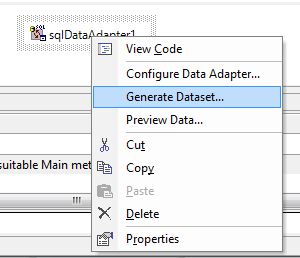 sqlDataAdapter1
View Code
Configure Data Adapter...
Generate Dataset...
Preview Data...
Cut
suitable Main met
Copy
Paste
Delete
Properties